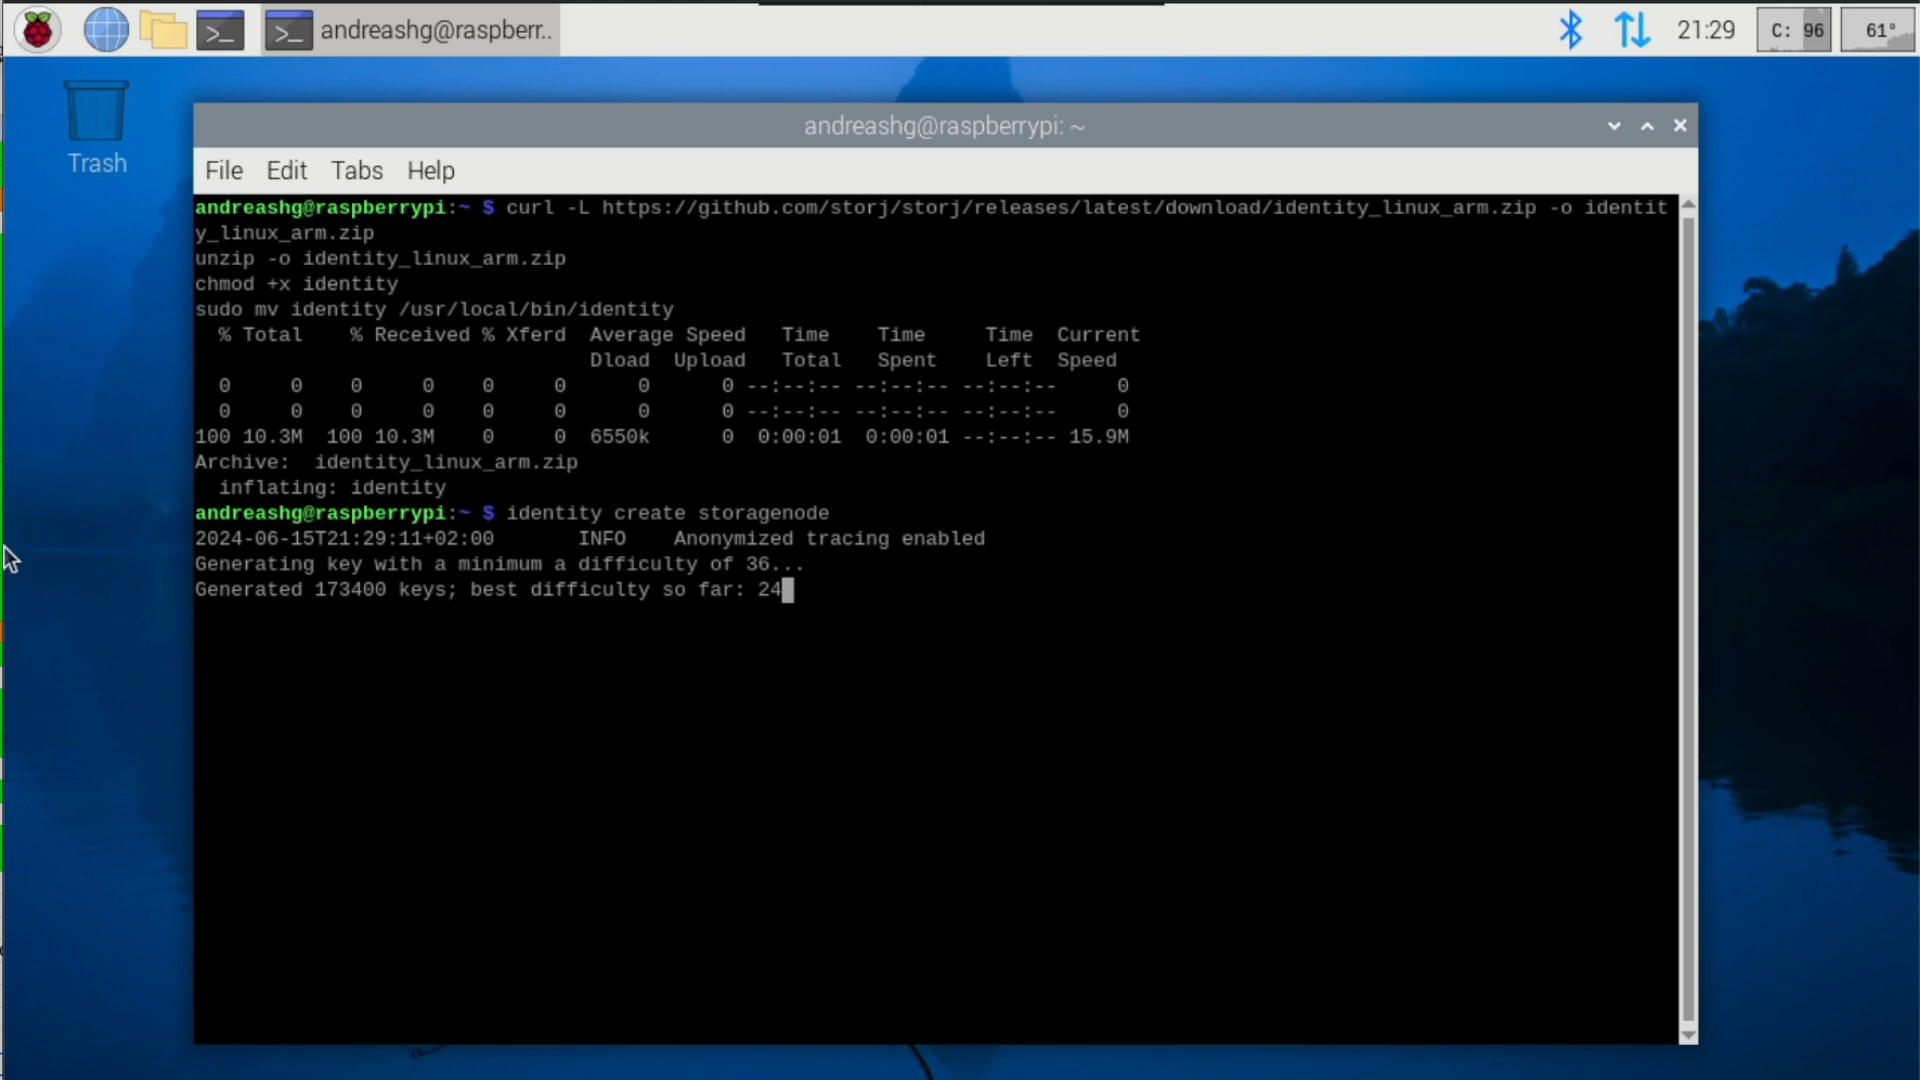 andreashg@raspberr..
21:29
C: 96
61°
Trash
andreashg@raspberrypi: ~
File Edit Tabs Help
andreashg@raspberrypi:~ $ curl -L https://github.com/storj/storj/releases/latest/download/identity_linux_arm.zip -o identit
y_linux_arm.zip
unzip -o identity_linux_arm.zip
chmod +x identity
sudo mv identity /usr/local/bin/identity
  % Total    % Received % Xferd  Average Speed   Time    Time     Time  Current
                                 Dload  Upload   Total   Spent    Left  Speed
  0     0    0     0    0     0      0      0 --:--:-- --:--:-- --:--:--     0
  0     0    0     0    0     0      0      0 --:--:-- --:--:-- --:--:--     0
100 10.3M  100 10.3M    0     0  6550k      0  0:00:01  0:00:01 --:--:-- 15.9M
Archive:  identity_linux_arm.zip
  inflating: identity
andreashg@raspberrypi:~ $ identity create storagenode
2024-06-15T21:29:11+02:00       INFO    Anonymized tracing enabled
Generating key with a minimum a difficulty of 36...
Generated 173400 keys; best difficulty so far: 24